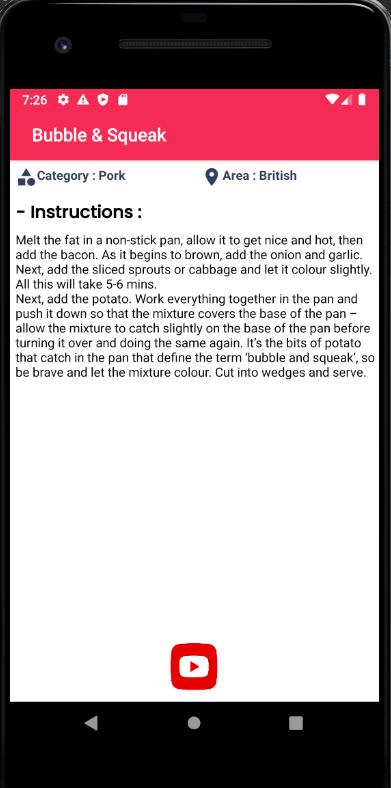 7:26
Bubble & Squeak
Category : Pork
Area : British
- Instructions :
Melt the fat in a non-stick pan, allow it to get nice and hot, then
add the bacon. As it begins to brown, add the onion and garlic.
Next, add the sliced sprouts or cabbage and let it colour slightly.
All this will take 5-6 mins.
Next, add the potato. Work everything together in the pan and
push it down so that the mixture covers the base of the pan –
allow the mixture to catch slightly on the base of the pan before
turning it over and doing the same again. It’s the bits of potato
that catch in the pan that define the term ‘bubble and squeak’, so
be brave and let the mixture colour. Cut into wedges and serve.